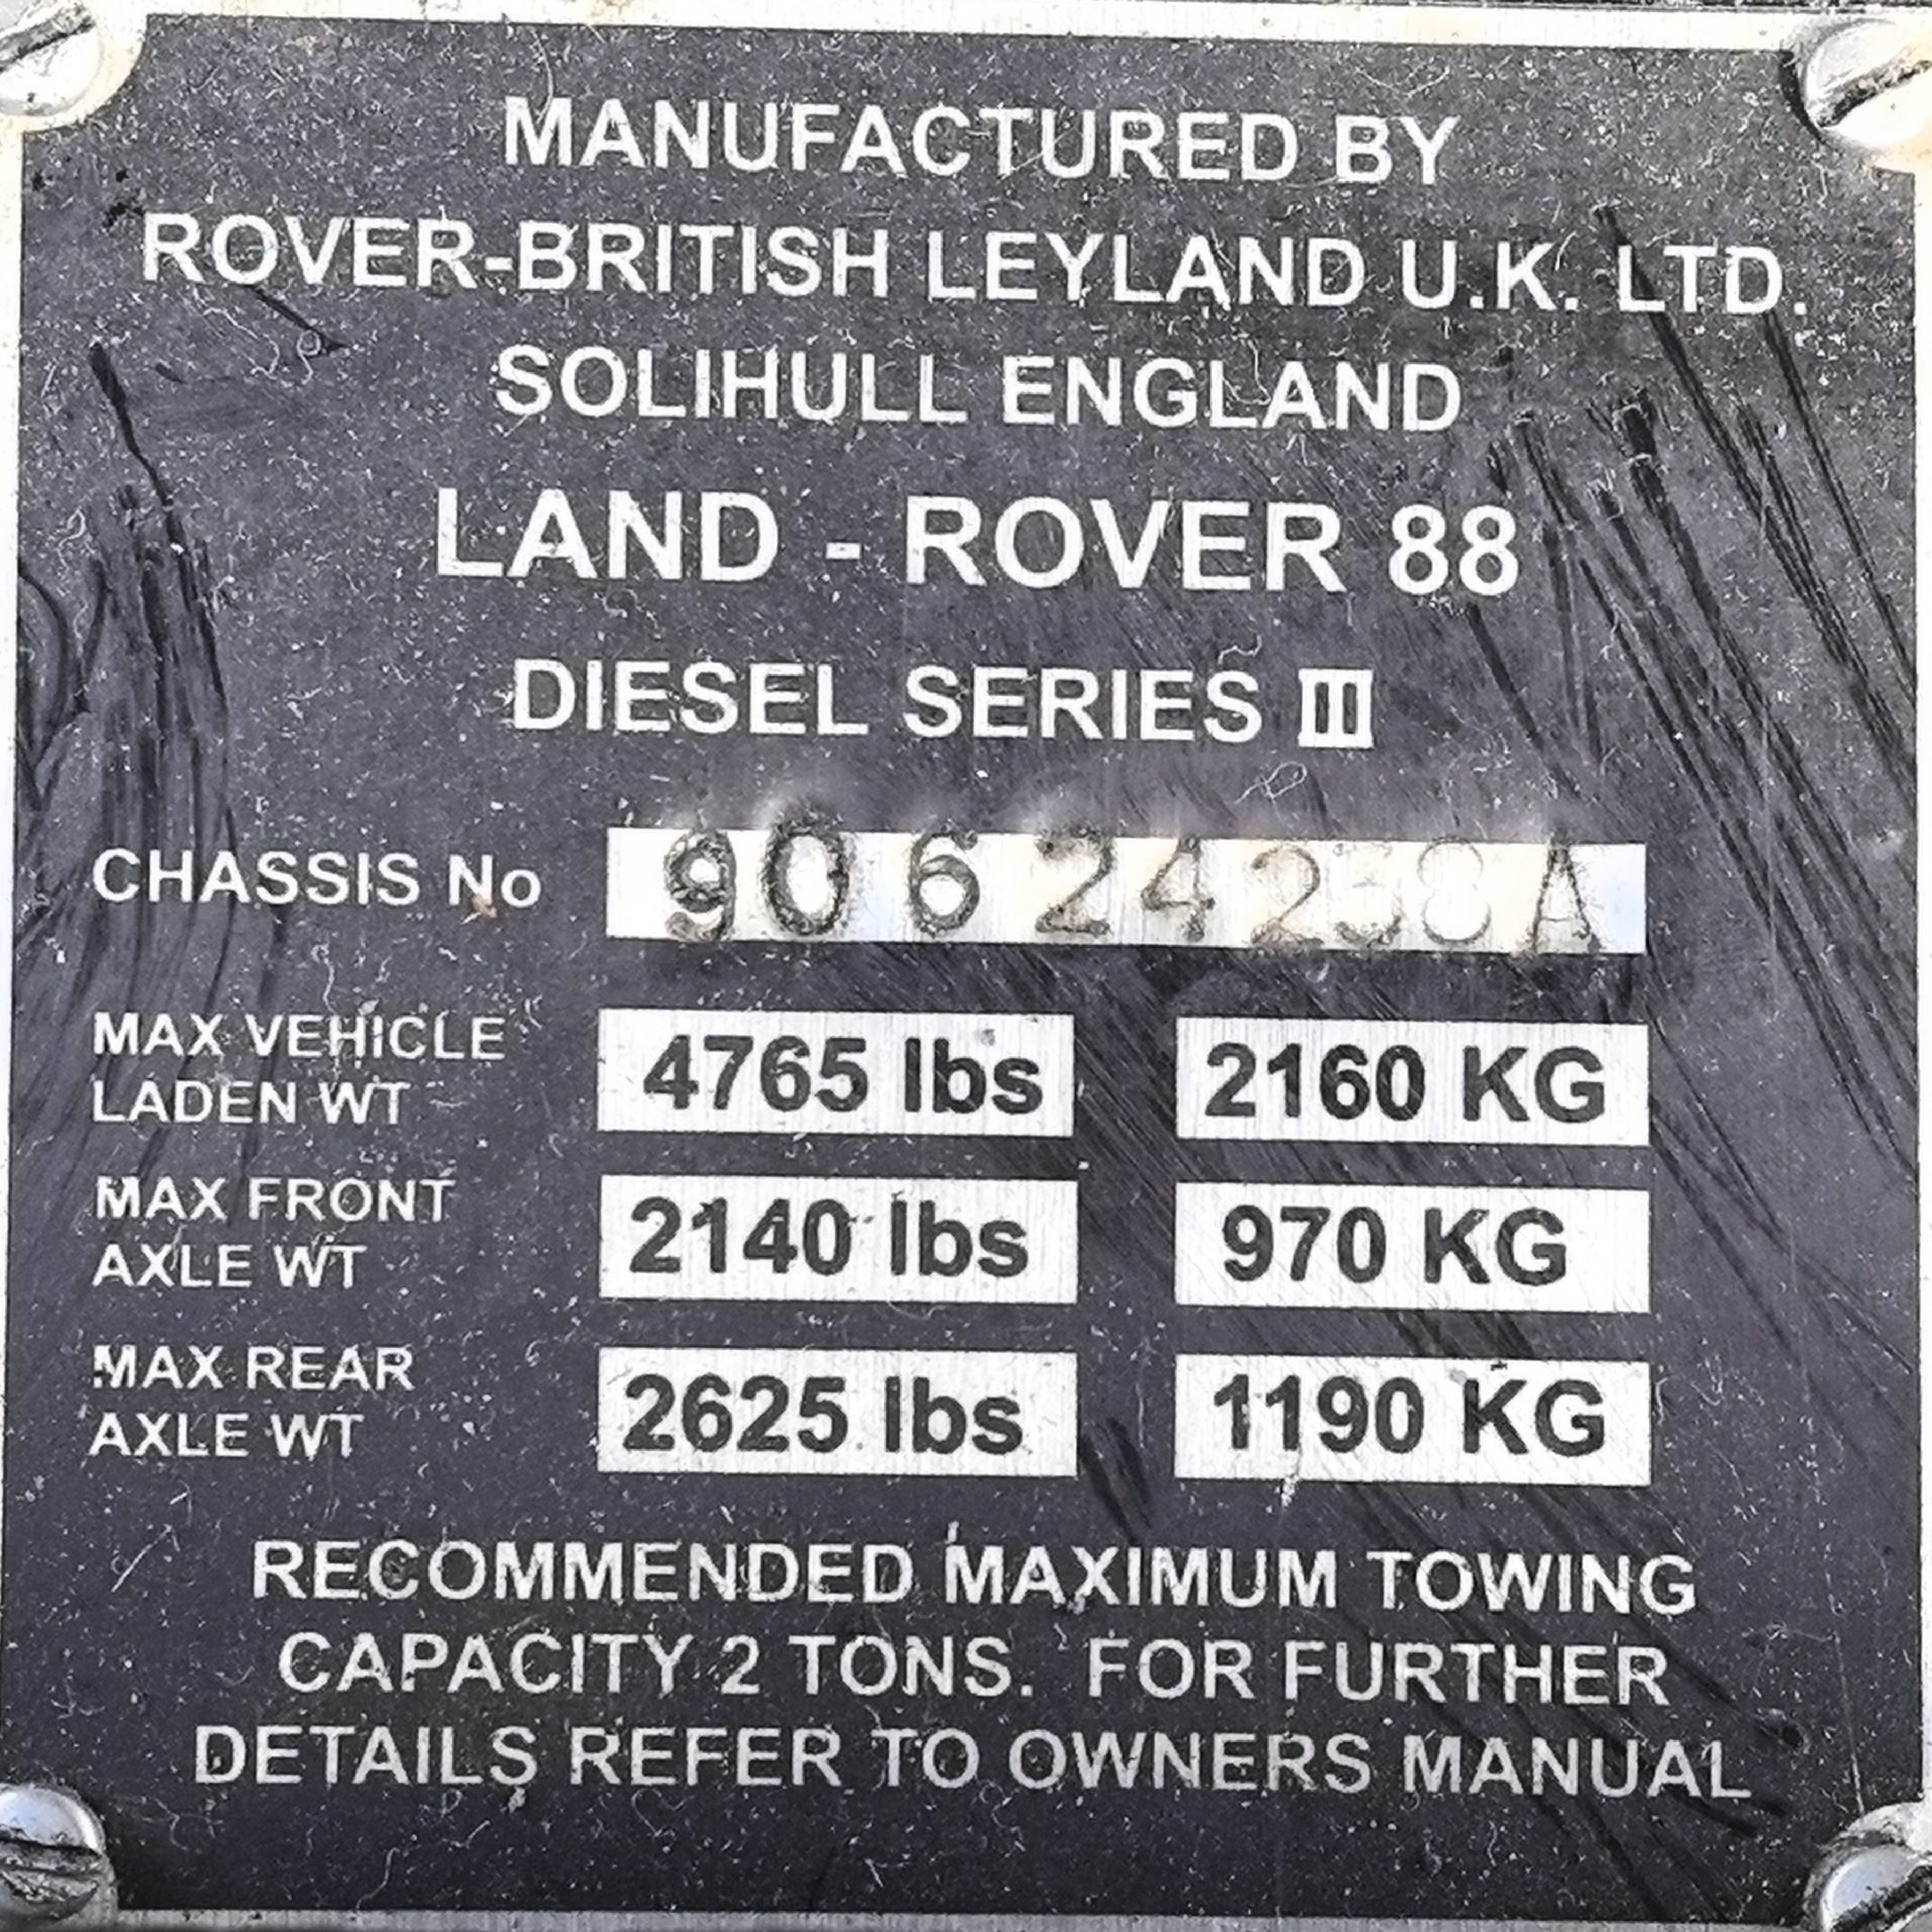 MANUFACTURED BY
ROVER-BRITISH LEYLAND U.K. LTD.
SOLIHULL ENGLAND
LAND - ROVER 88
DIESEL SERIES III
CHASSIS No 90624238A
MAX VEHICLE
LADEN WT 4765 lbs 2160 KG
MAX FRONT
AXLE WT 2140 lbs 970 KG
MAX REAR
AXLE WT 2625 lbs 1190 KG
RECOMMENDED MAXIMUM TOWING
CAPACITY 2 TONS. FOR FURTHER
DETAILS REFER TO OWNERS MANUAL